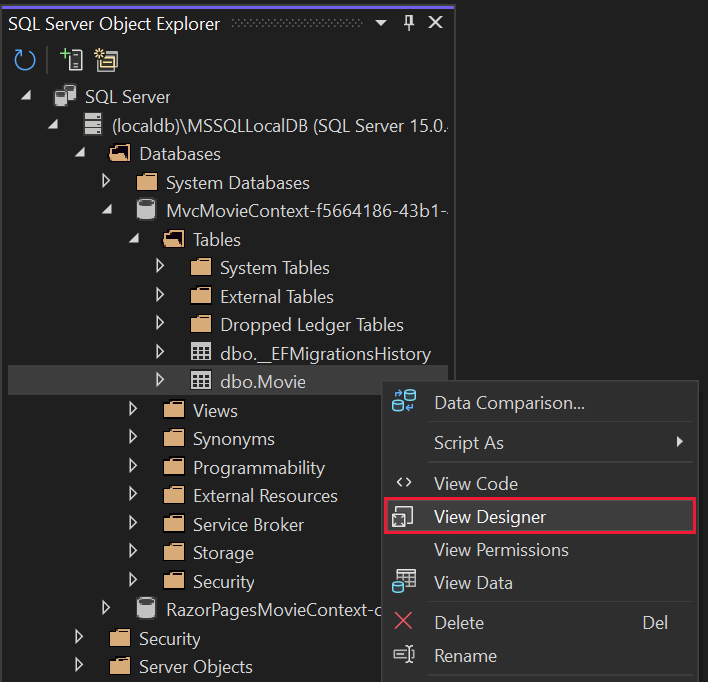 SQL Server Object Explorer
SQL Server
(localdb)\MSSQLLocalDB (SQL Server 15.0.
Databases
System Databases
MvcMovieContext-f5664186-43b1-
Tables
System Tables
External Tables
Dropped Ledger Tables
dbo.__EFMigrationsHistory
dbo.Movie
Views
Synonyms
Programmability
External Resources
Service Broker
Storage
Security
RazorPagesMovieContext-
Security
Server Objects
Data Comparison...
Script As
View Code
View Designer
View Permissions
View Data
Delete Del
Rename